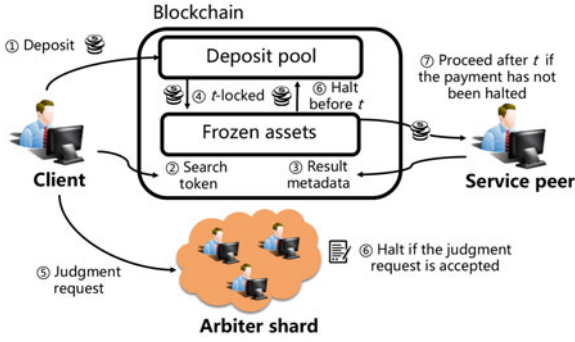 Blockchain
① Deposit
Deposit pool
④ t-locked
⑥ Halt
before t
⑦ Proceed after t if
the payment has not
been halted
Frozen assets
② Search
token
③ Result
metadata
Client
Service peer
⑤ Judgment
request
⑥ Halt if the judgment
request is accepted
Arbiter shard